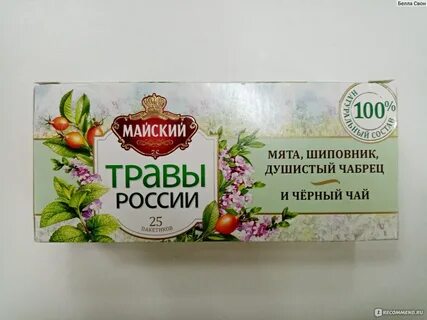 Белла Свон
МАЙСКИЙ
ТРАВЫ
РОССИИ
25
ПАКЕТИКОВ
100%
НАТУРАЛЬНЫЙ СОСТАВ
МЯТА, ШИПОВНИК,
ДУШИСТЫЙ ЧАБРЕЦ
И ЧЁРНЫЙ ЧАЙ
IRECOMMEND.RU